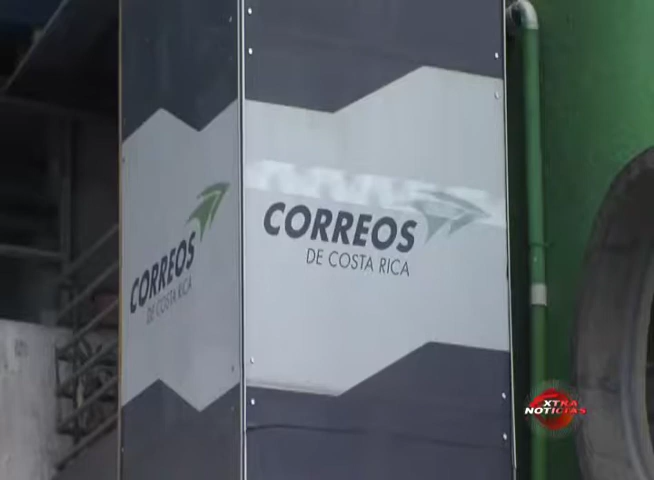 CORREOS
DE COSTA RICA
CORREOS
DE COSTA RICA
XTRA
NOTICIAS